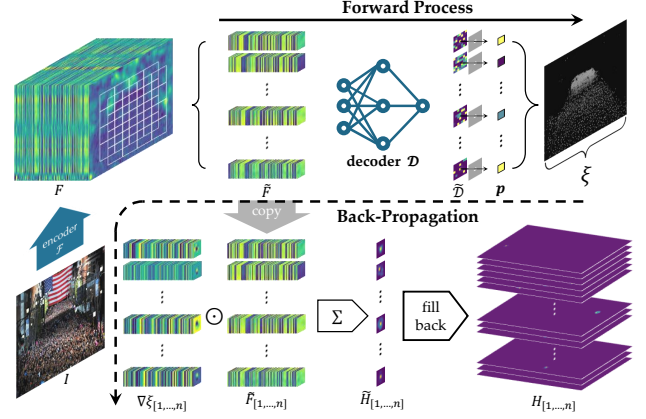 Forward Process
F
F̃
decoder 𝒟
𝒟̃
p
ξ
encoder
ℱ
copy
Back-Propagation
⊙
Σ
fill
back
I
∇ξ[1,...,n]
F̃[1,...,n]
H̃[1,...,n]
H[1,...,n]